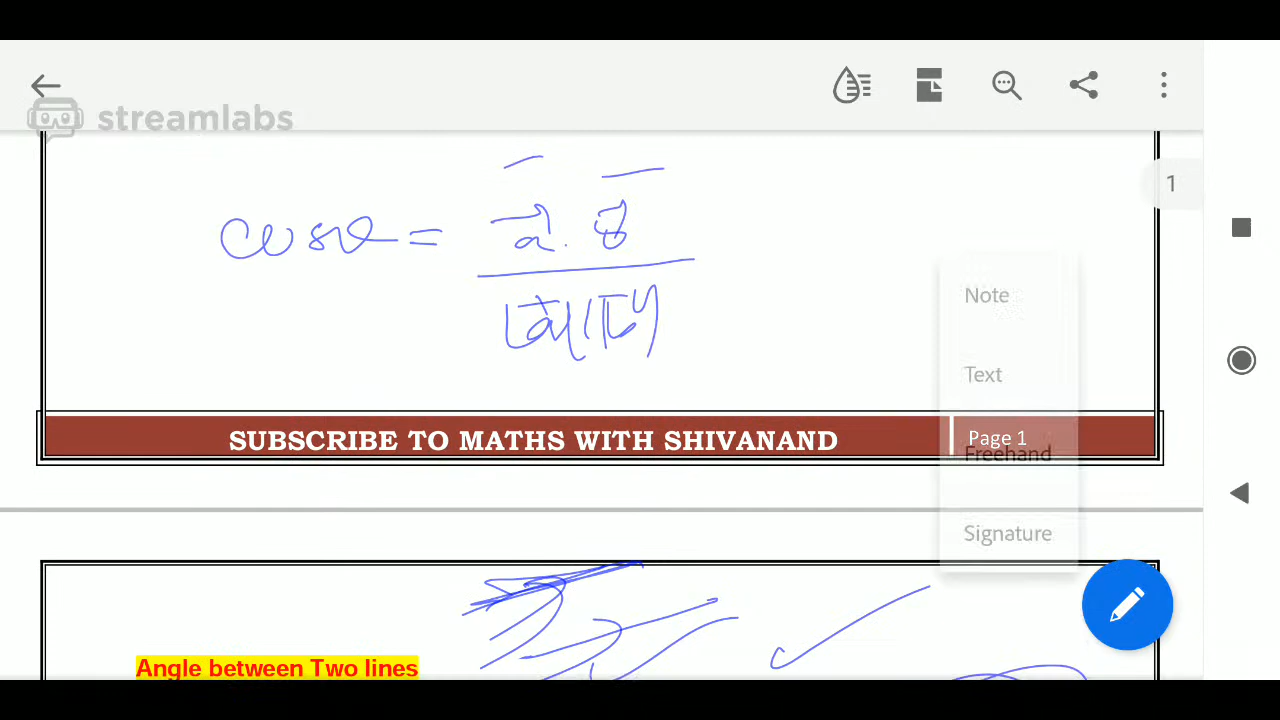 streamlabs
1
cosθ = a⃗ . b⃗
|a⃗||b⃗|
Note
Text
SUBSCRIBE TO MATHS WITH SHIVANAND
Page 1
Freehand
Signature
Angle between Two lines